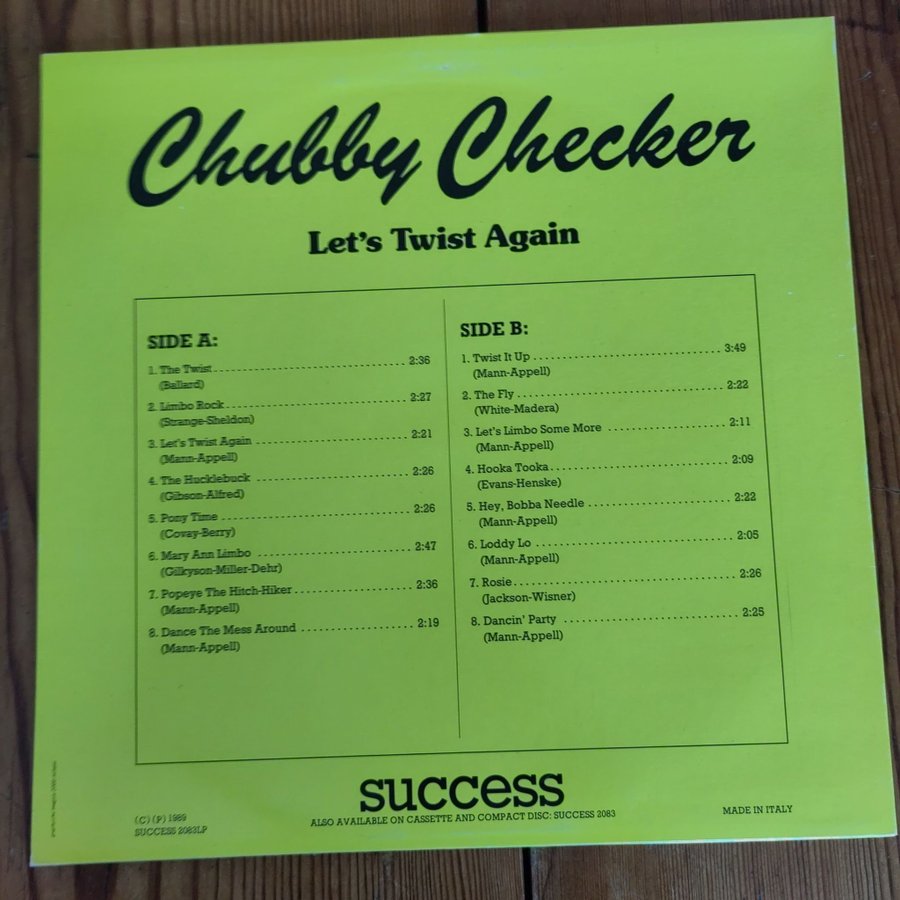 Chubby Checker
Let's Twist Again
SIDE A:
1. The Twist 2:36
(Ballard)
2. Limbo Rock 2:27
(Strange-Sheldon)
3. Let's Twist Again 2:21
(Mann-Appell)
4. The Hucklebuck 2:26
(Gibson-Alfred)
5. Pony Time 2:26
(Covay-Berry)
6. Mary Ann Limbo 2:47
(Gilkyson-Miller-Dehr)
7. Popeye The Hitch-Hiker 2:36
(Mann-Appell)
8. Dance The Mess Around 2:19
(Mann-Appell)
SIDE B:
1. Twist It Up 3:49
(Mann-Appell)
2. The Fly 2:22
(White-Madera)
3. Let's Limbo Some More 2:11
(Mann-Appell)
4. Hooka Tooka 2:09
(Evans-Henske)
5. Hey, Bobba Needle 2:22
(Mann-Appell)
6. Loddy Lo 2:05
(Mann-Appell)
7. Rosie 2:26
(Jackson-Wisner)
8. Dancin' Party 2:25
(Mann-Appell)
success
ALSO AVAILABLE ON CASSETTE AND COMPACT DISC: SUCCESS 2083
(C) (P) 1989
SUCCESS 2083LP
MADE IN ITALY